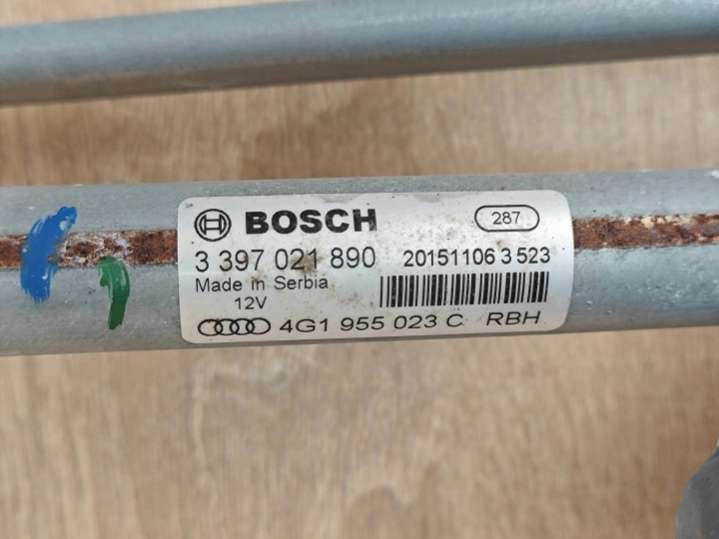 BOSCH 287
3 397 021 890 20151106 3 523
Made in Serbia
12V
4G1 955 023 C RBH